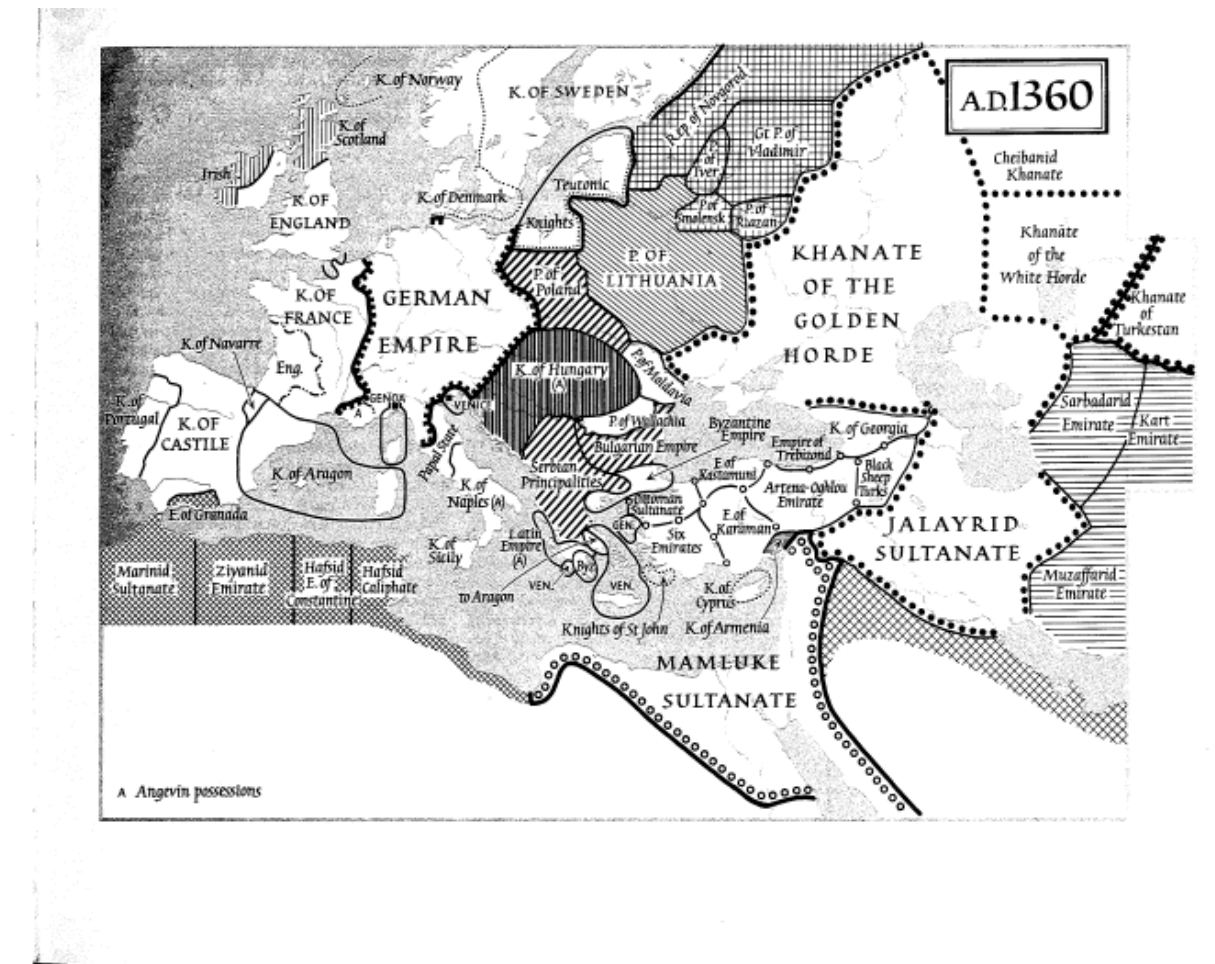 A.D.1360
K. of Norway
K. OF SWEDEN
Rep of Novgorod
K. of
Scotland
Gt P. of
Vladimir
P.
of
Tver
Cheibanid
Khanate
Irish
Teutonic
Knights
K. of Denmark
K. OF
ENGLAND
P. of
Smolensk
P. of
Riazan
Khanate
of the
White Horde
P. OF
LITHUANIA
KHANATE
OF THE
GOLDEN
HORDE
P. of
Poland
GERMAN
EMPIRE
K. OF
FRANCE
Khanate
of
Turkestan
K. of Navarre
Eng.
K. of Hungary
(A)
P. of Moldavia
A
GENOA
VENICE
K. of
Portugal
K. OF
CASTILE
Sarbadarid
Emirate
Kart
Emirate
P. of Wallachia
Byzantine
Empire
K. of Georgia
Papal State
Bulgarian Empire
Empire of
Trebizond
K. of Aragon
Serbian
Principalities
E. of
Kastamuni
Black
Sheep
Turks
K. of
Naples (A)
Artena-Oghlou
Emirate
Ottoman
Sultanate
E. of Granada
GEN.
E. of
Karaman
JALAYRID
SULTANATE
Latin
Empire
(A)
Six
Emirates
K. of
Sicily
Marinid
Sultanate
Ziyanid
Emirate
Hafsid
E. of
Constantine
Hafsid
Caliphate
Byz.
VEN.
VEN.
to Aragon
K. of
Cyprus
Muzaffarid
Emirate
Knights of St John
K. of Armenia
MAMLUKE
SULTANATE
A Angevin possessions